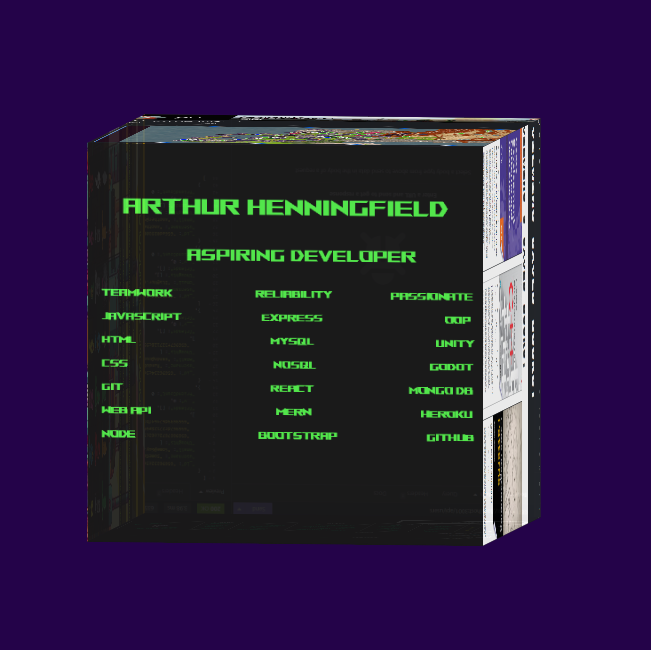 ARTHUR HENNINGFIELD
ASPIRING DEVELOPER
TEAMWORK RELIABILITY PASSIONATE
JAVASCRIPT EXPRESS OOP
HTML MYSQL UNITY
CSS NOSQL GODOT
GIT REACT MONGO DB
WEB API MERN HEROKU
NODE BOOTSTRAP GITHUB